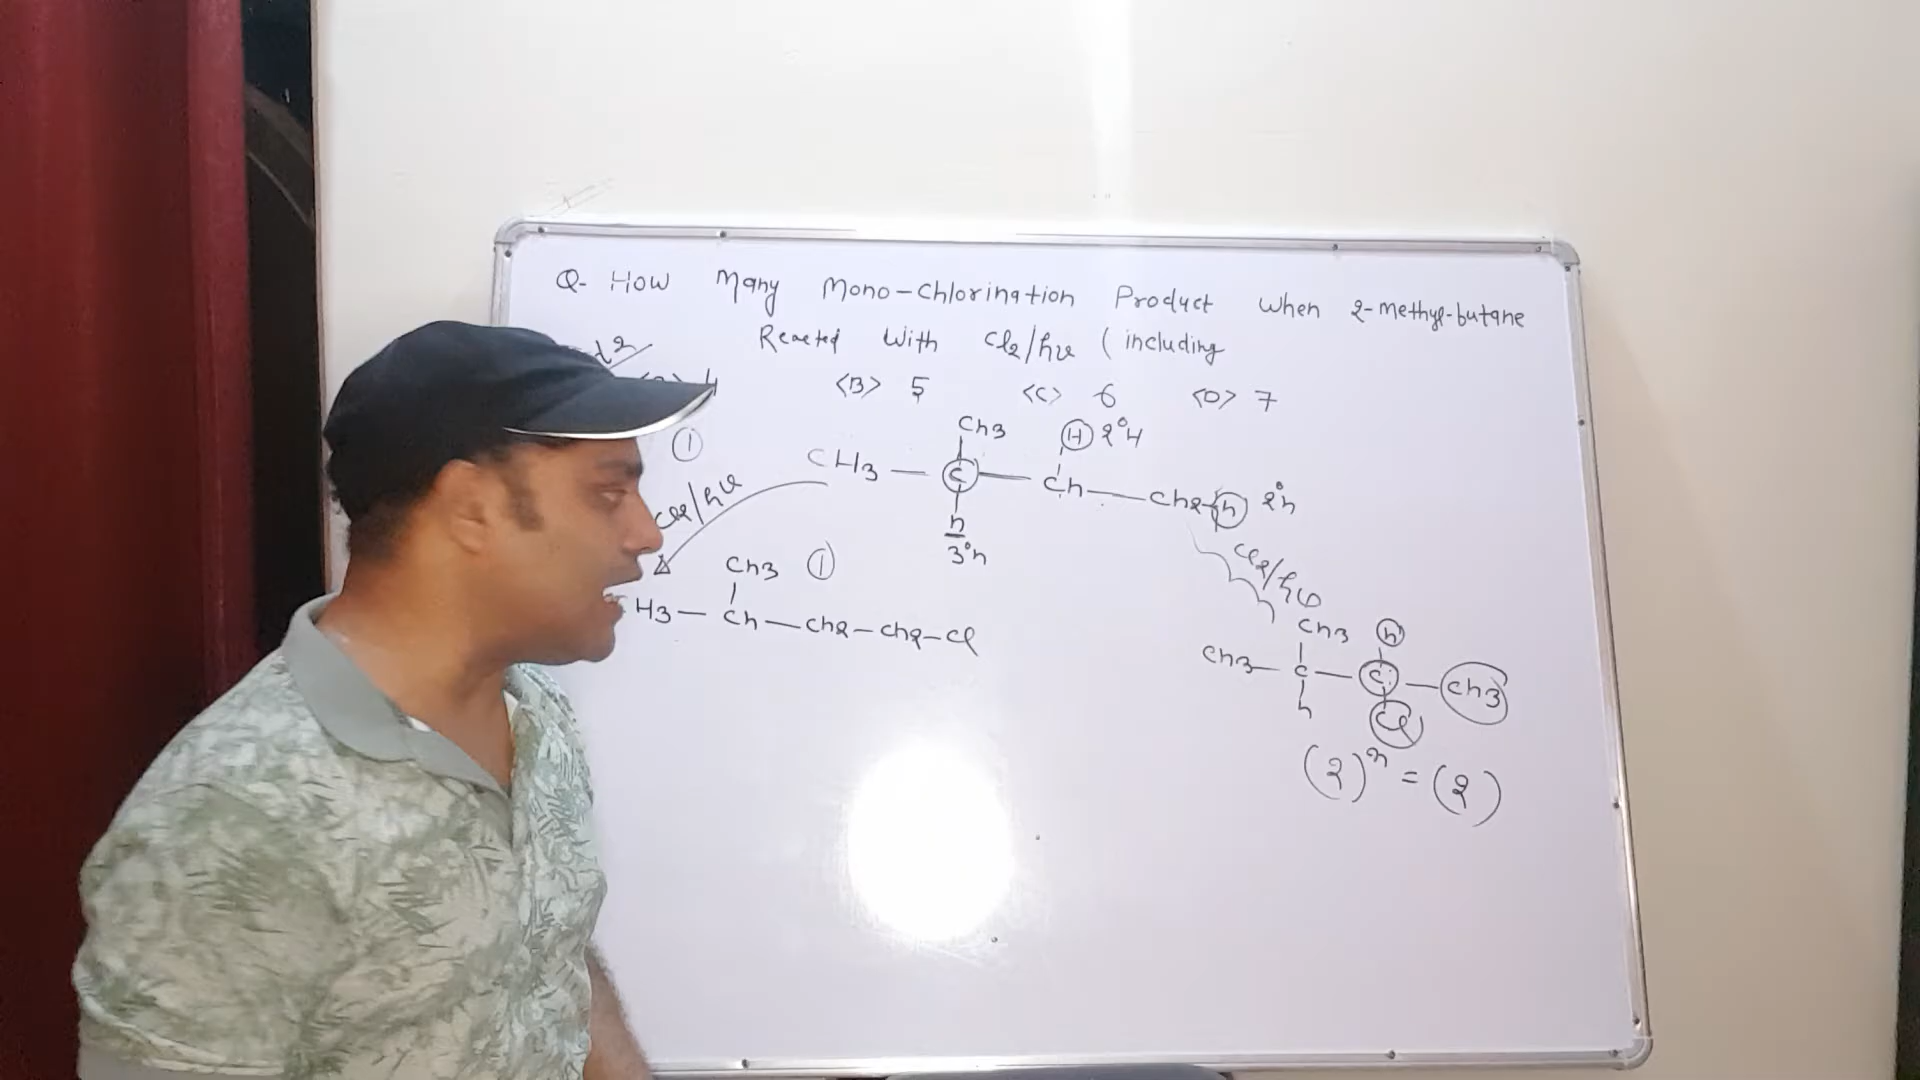 Q- How Many Mono-chlorination Product When 2-methyl-butane
Reacted With Cl2/hν (including
4 <B> 5 <C> 6 <D> 7
1
Ch3 H 2°H
CH3 — C — Ch — Ch2 - h 2°h
h
3°h
Cl2/hν
Cl2/hν
Ch3 1
H3 — Ch — Ch2 — Ch2 — Cl
Ch3 h
Ch3 — C — C — Ch3
h Cl
(2)ⁿ = (2)